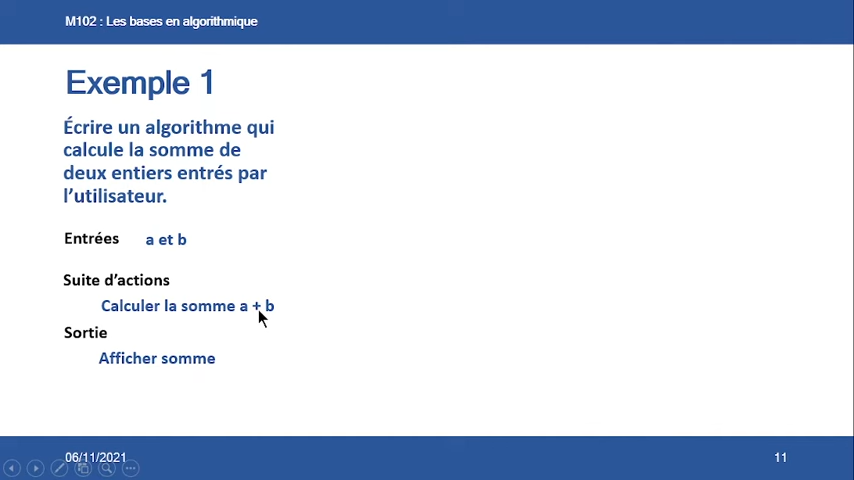 M102 : Les bases en algorithmique
Exemple 1
Écrire un algorithme qui
calcule la somme de
deux entiers entrés par
l'utilisateur.
Entrées a et b
Suite d'actions
Calculer la somme a + b
Sortie
Afficher somme
06/11/2021
11